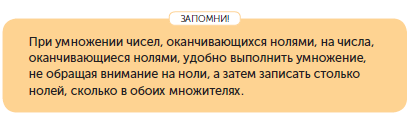 ЗАПОМНИ!
При умножении чисел, оканчивающихся нолями, на числа,
оканчивающиеся нолями, удобно выполнить умножение,
не обращая внимание на ноли, а затем записать столько
нолей, сколько в обоих множителях.